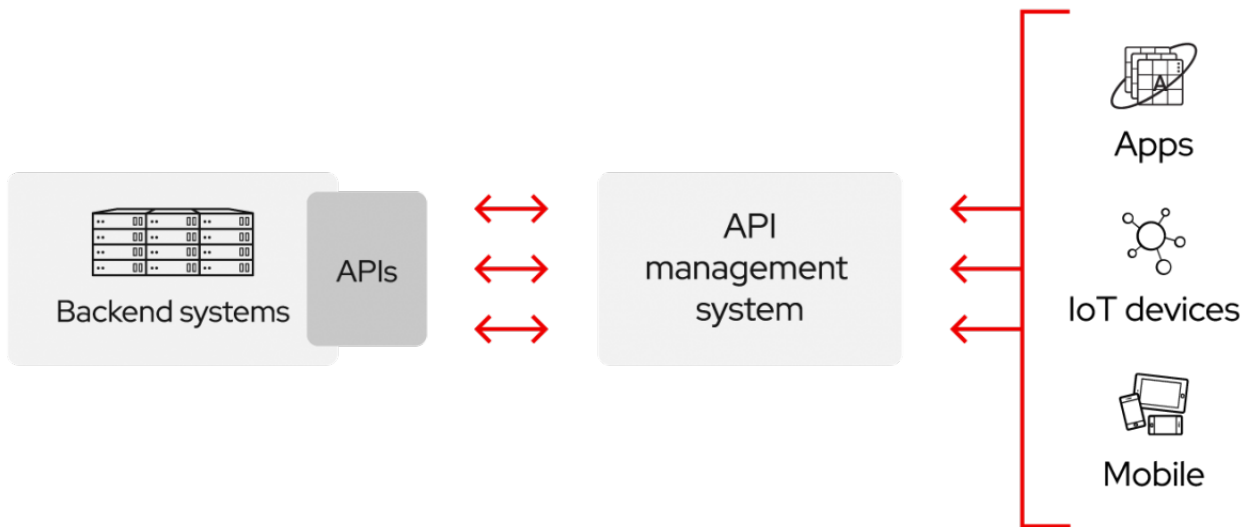 Backend systems
APIs
API
management
system
A
Apps
IoT devices
Mobile